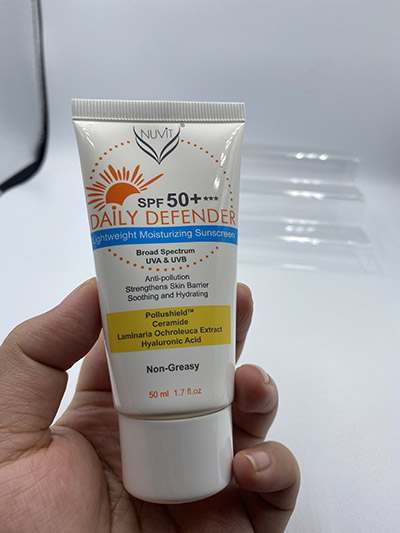 NUVIT®
SPF 50+***
DAILY DEFENDER
Lightweight Moisturizing Sunscreen
Broad Spectrum
UVA & UVB
Anti-pollution
Strengthens Skin Barrier
Soothing and Hydrating
Pollushield™
Ceramide
Laminaria Ochroleuca Extract
Hyaluronic Acid
Non-Greasy
50 ml 1.7 fl.oz